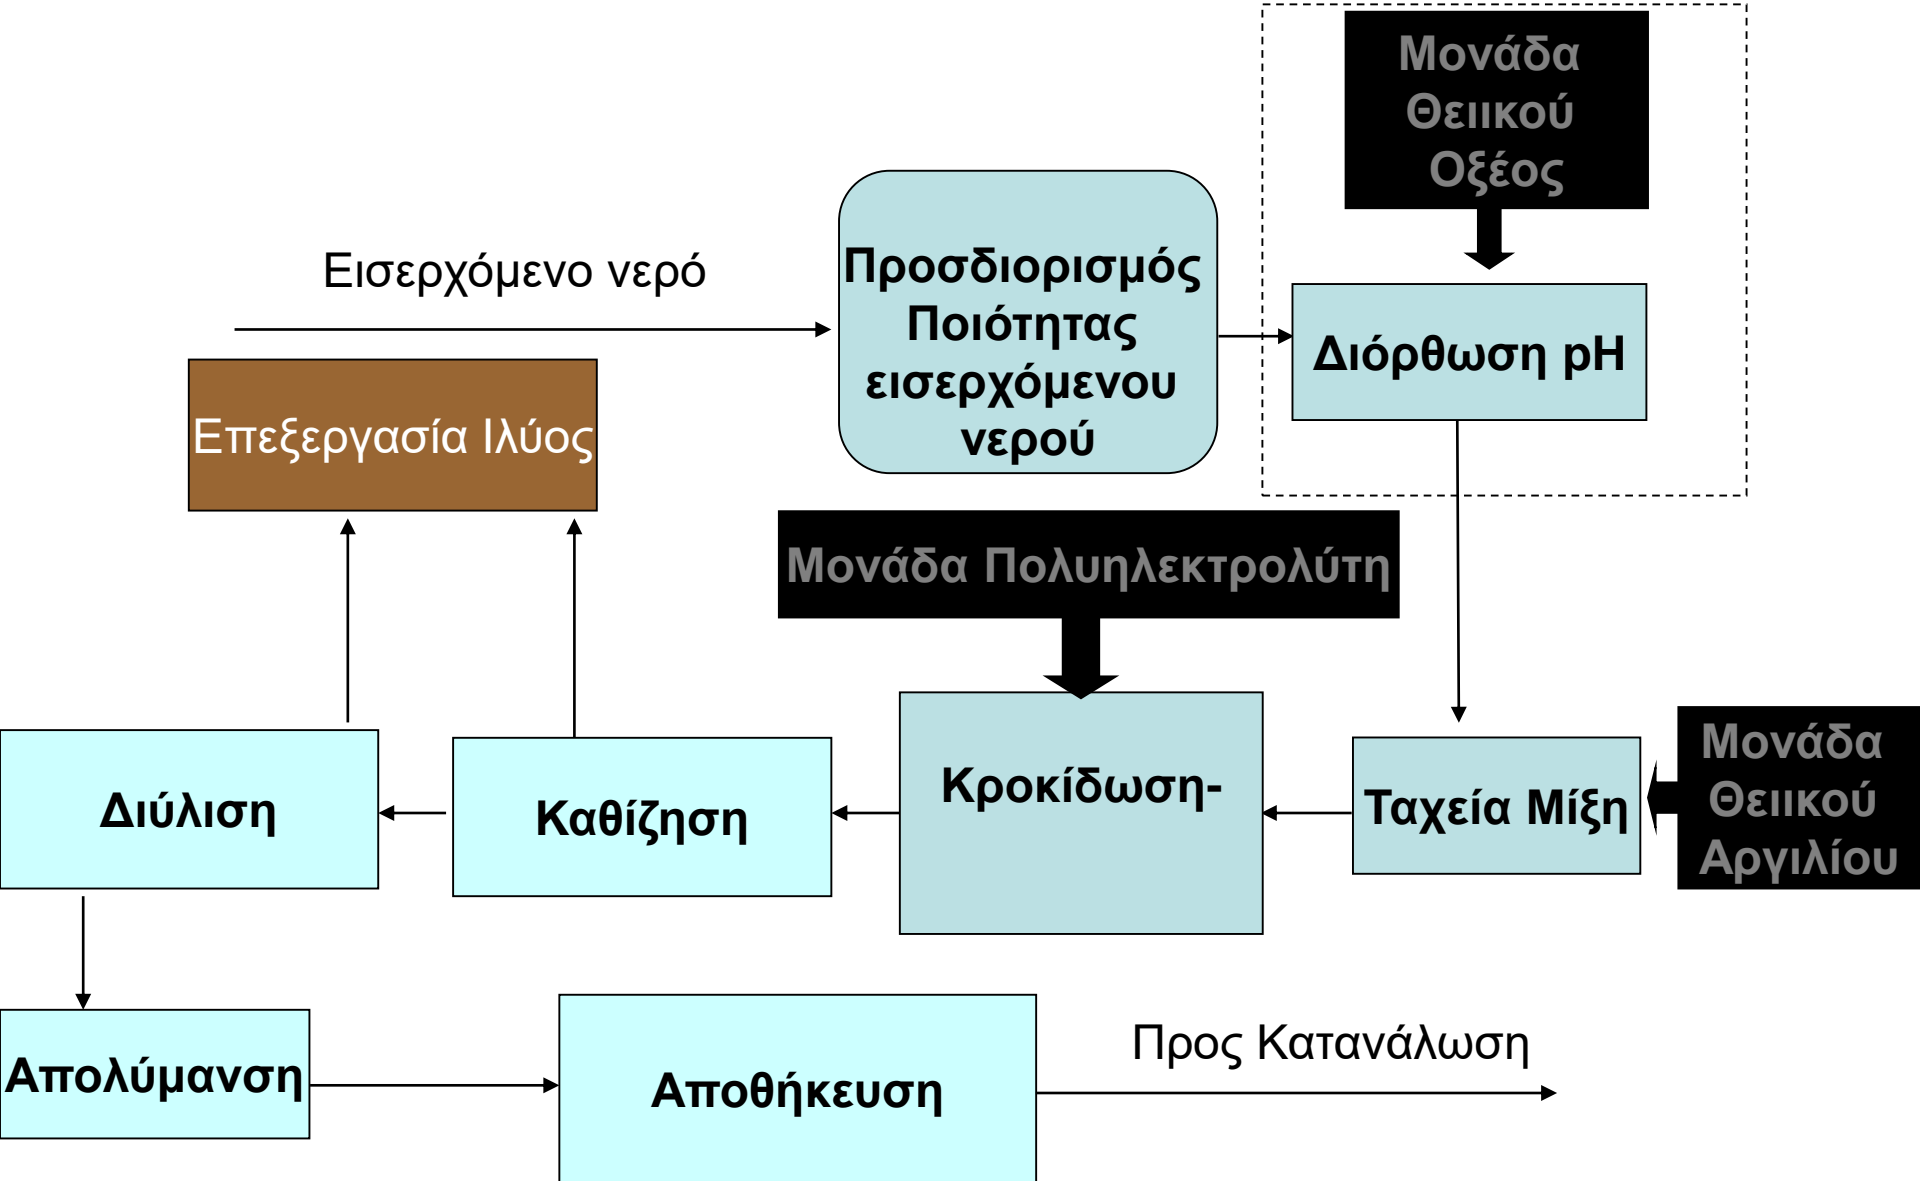 Μονάδα
Θειικού
Οξέος
Εισερχόμενο νερό
Προσδιορισμός
Ποιότητας
εισερχόμενου
νερού
Διόρθωση pH
Επεξεργασία Ιλύος
Μονάδα Πολυηλεκτρολύτη
Διύλιση
Καθίζηση
Κροκίδωση-
Ταχεία Μίξη
Μονάδα
Θειικού
Αργιλίου
Απολύμανση
Αποθήκευση
Προς Κατανάλωση